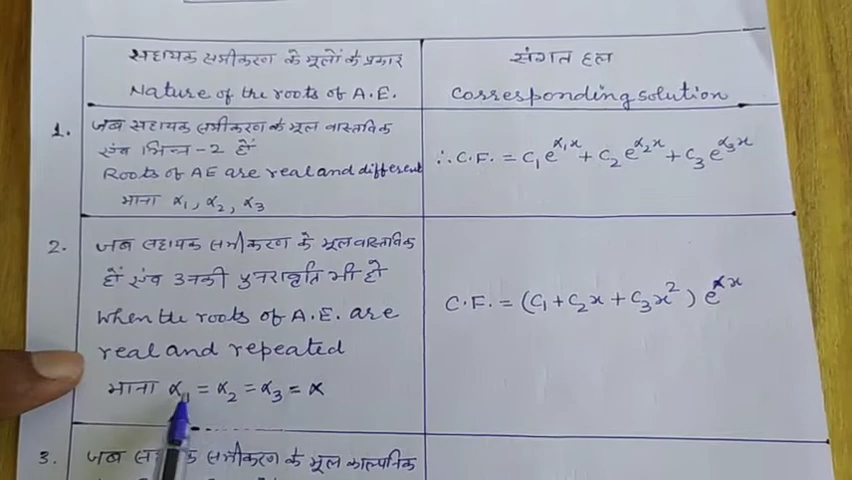 सहायक समीकरण के मूलों के प्रकार
Nature of the roots of A.E.
संगत हल
Corresponding solution
1. जब सहायक समीकरण के मूल वास्तविक
एंव भिन्न-2 हों
Roots of AE are real and different
माना α₁, α₂, α₃
∴ C.F. = C₁e^α₁x + C₂e^α₂x + C₃e^α₃x
2. जब सहायक समीकरण के मूल वास्तविक
हों एंव उनकी पुनरावृति भी हो
When the roots of A.E. are
real and repeated
माना α₁ = α₂ = α₃ = α
C.F. = (C₁ + C₂x + C₃x²) e^αx
3. जब सहायक समीकरण के मूल काल्पनिक